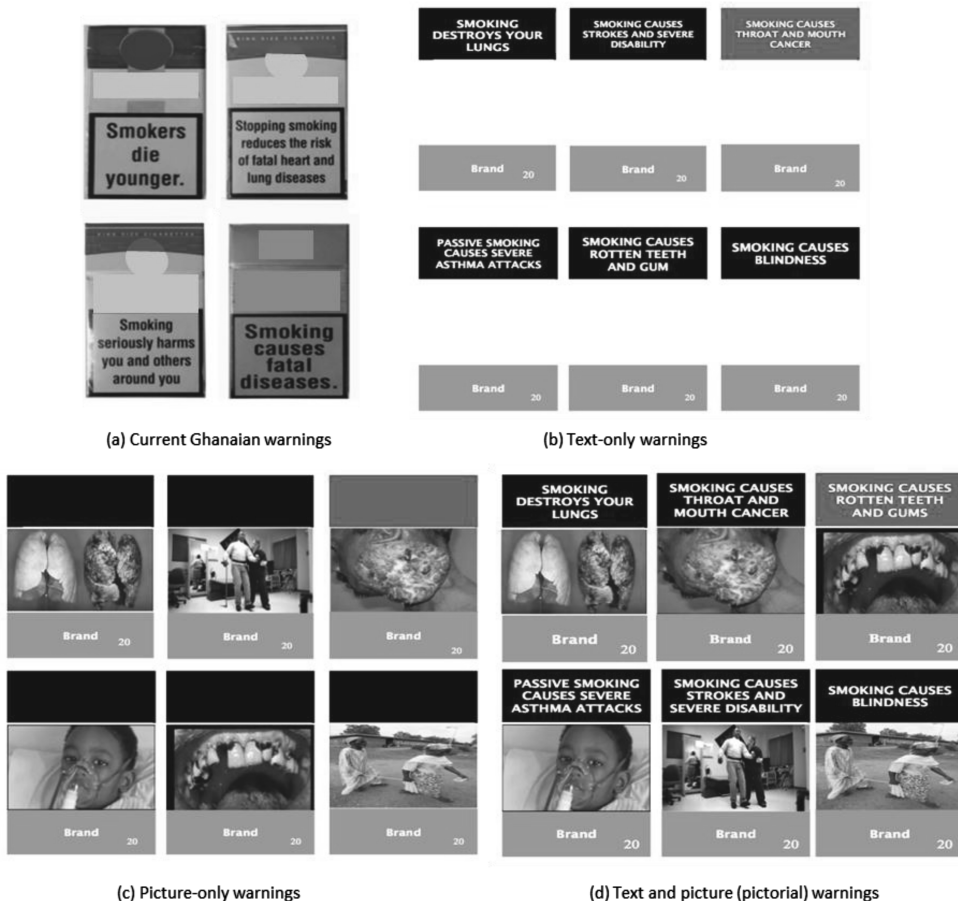 Smokers
die
younger.
KING SIZE CIGARETTES
Stopping smoking
reduces the risk
of fatal heart and
lung diseases
KING SIZE CIGARETTES
Smoking
seriously harms
you and others
around you
Smoking
causes
fatal
diseases.
(a) Current Ghanaian warnings
SMOKING
DESTROYS YOUR
LUNGS
Brand 20
SMOKING CAUSES
STROKES AND SEVERE
DISABILITY
Brand 20
SMOKING CAUSES
THROAT AND MOUTH
CANCER
Brand 20
PASSIVE SMOKING
CAUSES SEVERE
ASTHMA ATTACKS
Brand 20
SMOKING CAUSES
ROTTEN TEETH
AND GUM
Brand 20
SMOKING CAUSES
BLINDNESS
Brand 20
(b) Text-only warnings
Brand 20
Brand 20
Brand 20
Brand 20
Brand 20
Brand 20
(c) Picture-only warnings
SMOKING
DESTROYS YOUR
LUNGS
Brand 20
SMOKING CAUSES
THROAT AND
MOUTH CANCER
Brand 20
SMOKING CAUSES
ROTTEN TEETH
AND GUMS
Brand 20
PASSIVE SMOKING
CAUSES SEVERE
ASTHMA ATTACKS
Brand 20
SMOKING CAUSES
STROKES AND
SEVERE DISABILITY
Brand 20
SMOKING CAUSES
BLINDNESS
Brand 20
(d) Text and picture (pictorial) warnings